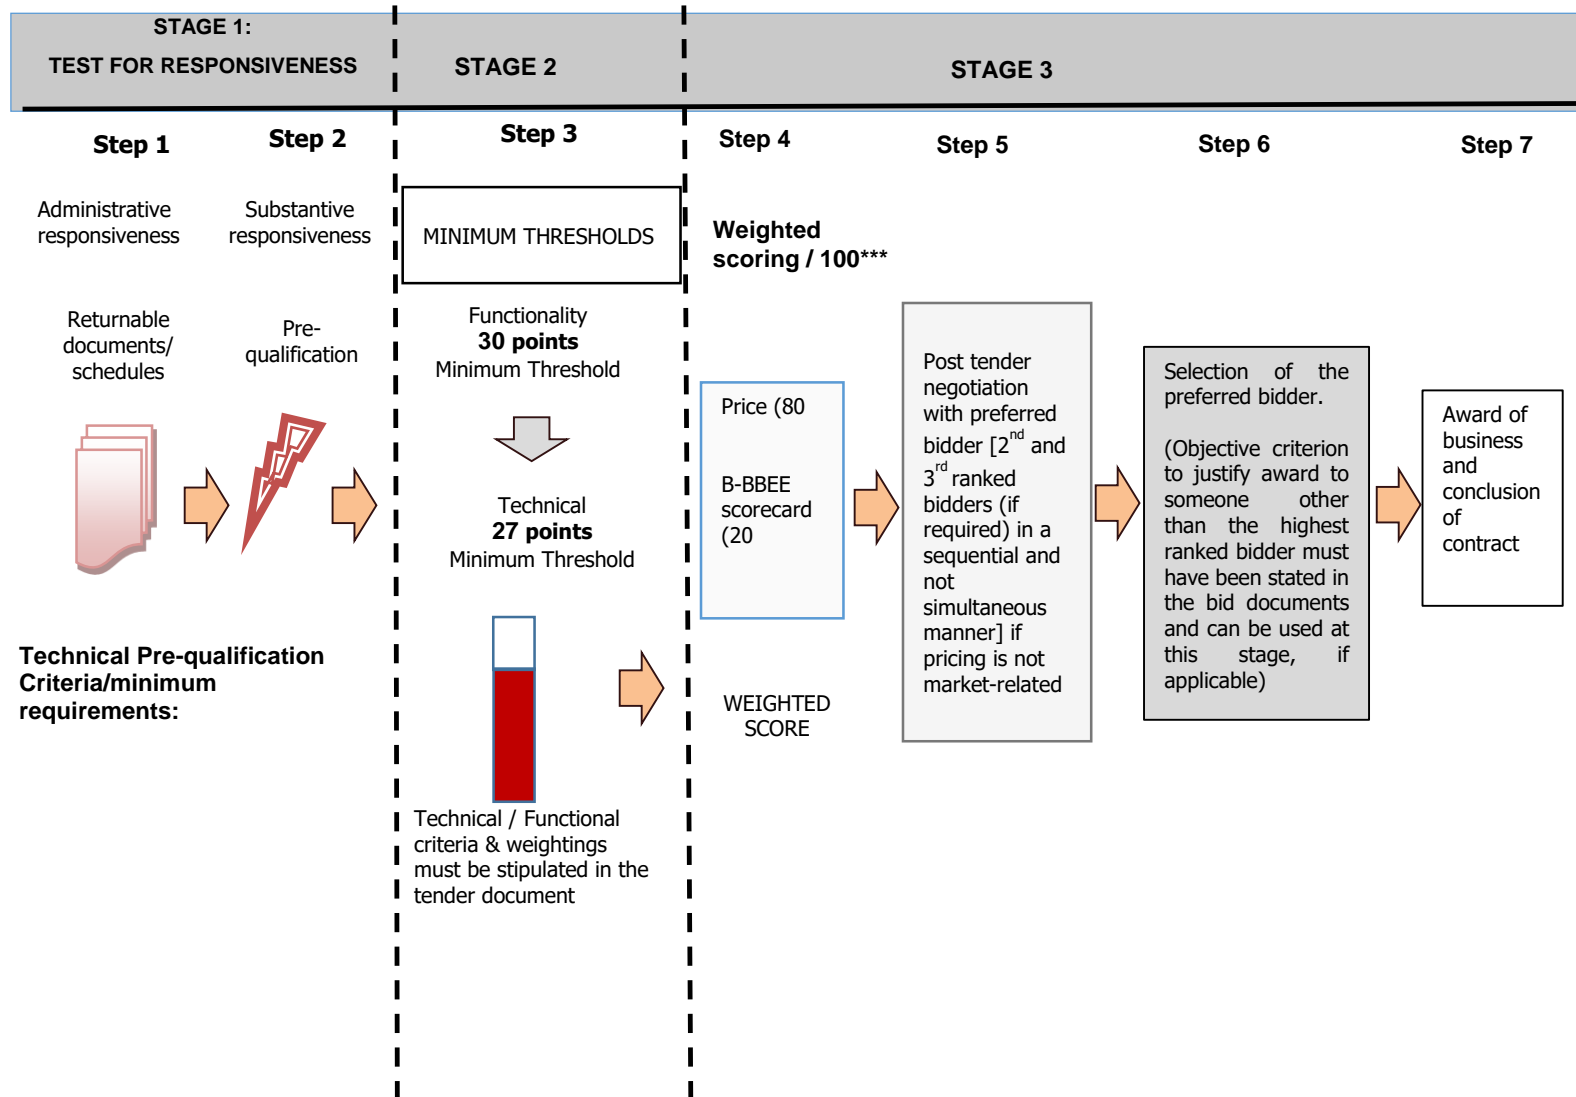 STAGE 1:
TEST FOR RESPONSIVENESS
STAGE 2
STAGE 3
Step 1
Step 2
Step 3
Step 4
Step 5
Step 6
Step 7
Administrative
responsiveness
Substantive
responsiveness
MINIMUM THRESHOLDS
Weighted
scoring / 100***
Returnable
documents/
schedules
Pre-
qualification
Functionality
30 points
Minimum Threshold
Technical
27 points
Minimum Threshold
Technical / Functional
criteria & weightings
must be stipulated in the
tender document
Technical Pre-qualification
Criteria/minimum
requirements:
Price (80
B-BBEE
scorecard
(20
WEIGHTED
SCORE
Post tender
negotiation
with preferred
bidder [2nd and
3rd ranked
bidders (if
required) in a
sequential and
not
simultaneous
manner] if
pricing is not
market-related
Selection of the
preferred bidder.
(Objective criterion
to justify award to
someone other
than the highest
ranked bidder must
have been stated in
the bid documents
and can be used at
this stage, if
applicable)
Award of
business and
conclusion
of
contract